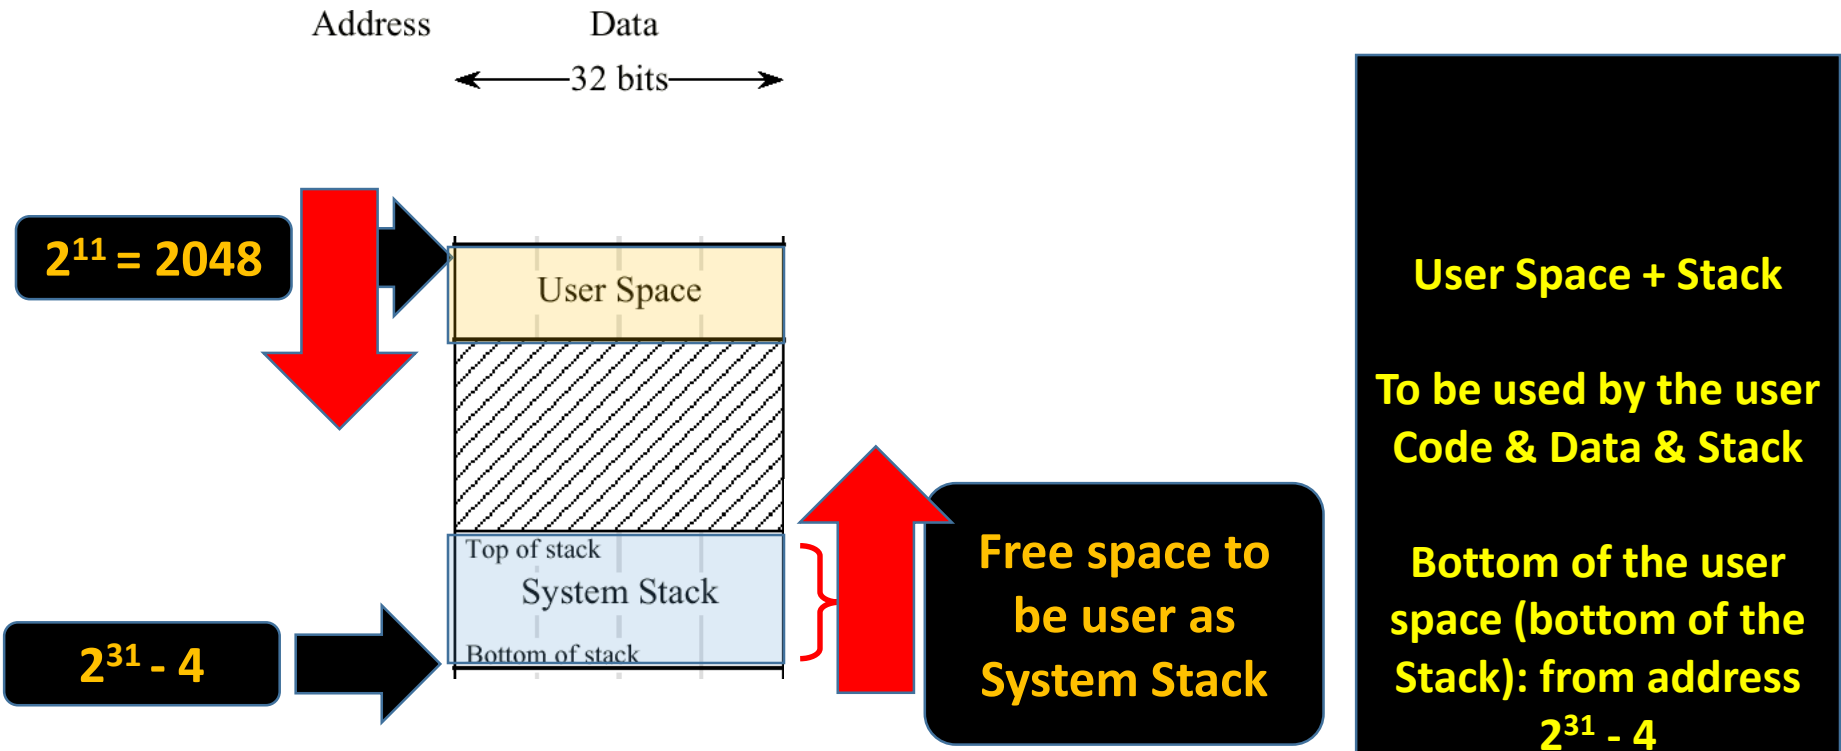 Address Data
32 bits
2¹¹ = 2048
User Space
Top of stack
System Stack
Bottom of stack
2³¹ - 4
Free space to
be user as
System Stack
User Space + Stack
To be used by the user
Code & Data & Stack
Bottom of the user
space (bottom of the
Stack): from address
2³¹ - 4